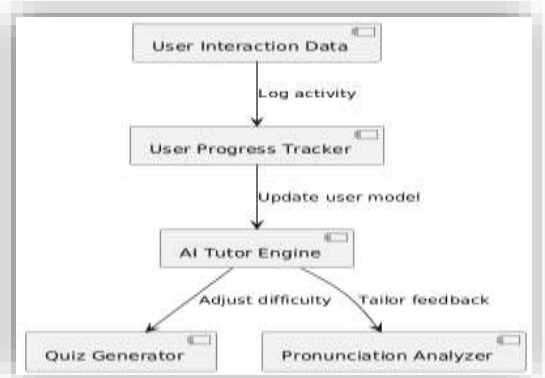 User Interaction Data
Log activity
User Progress Tracker
Update user model
AI Tutor Engine
Adjust difficulty
Tailor feedback
Quiz Generator
Pronunciation Analyzer